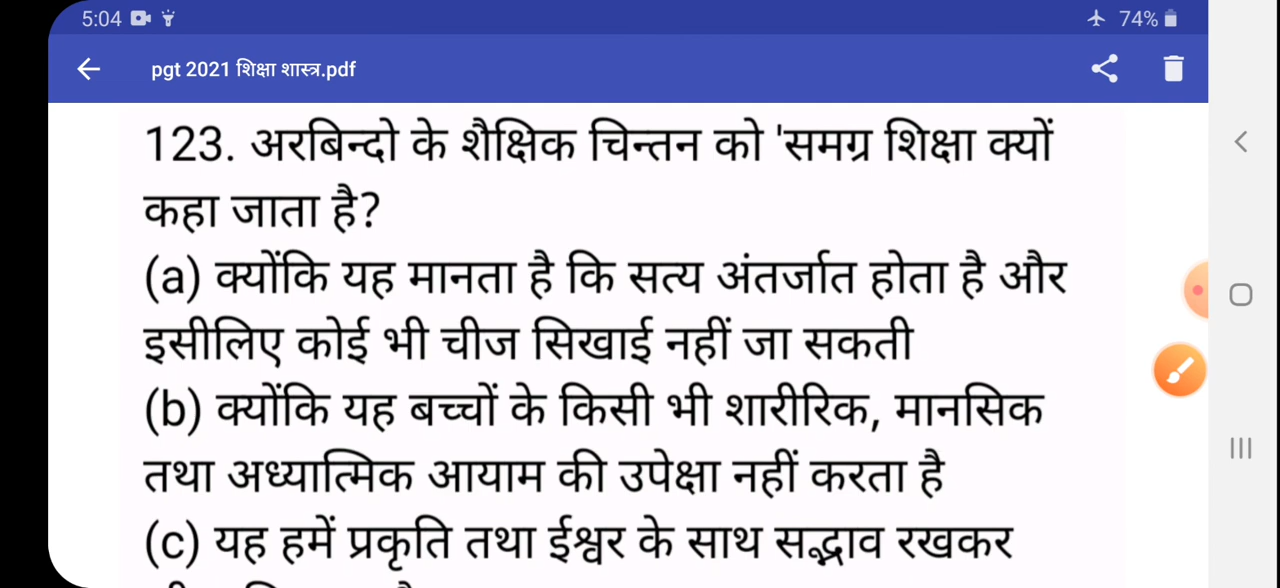 5:04
74%
pgt 2021 शिक्षा शास्त्र.pdf
123. अरबिन्दो के शैक्षिक चिन्तन को 'समग्र शिक्षा क्यों
कहा जाता है?
(a) क्योंकि यह मानता है कि सत्य अंतर्जात होता है और
इसीलिए कोई भी चीज सिखाई नहीं जा सकती
(b) क्योंकि यह बच्चों के किसी भी शारीरिक, मानसिक
तथा अध्यात्मिक आयाम की उपेक्षा नहीं करता है
(c) यह हमें प्रकृति तथा ईश्वर के साथ सद्भाव रखकर